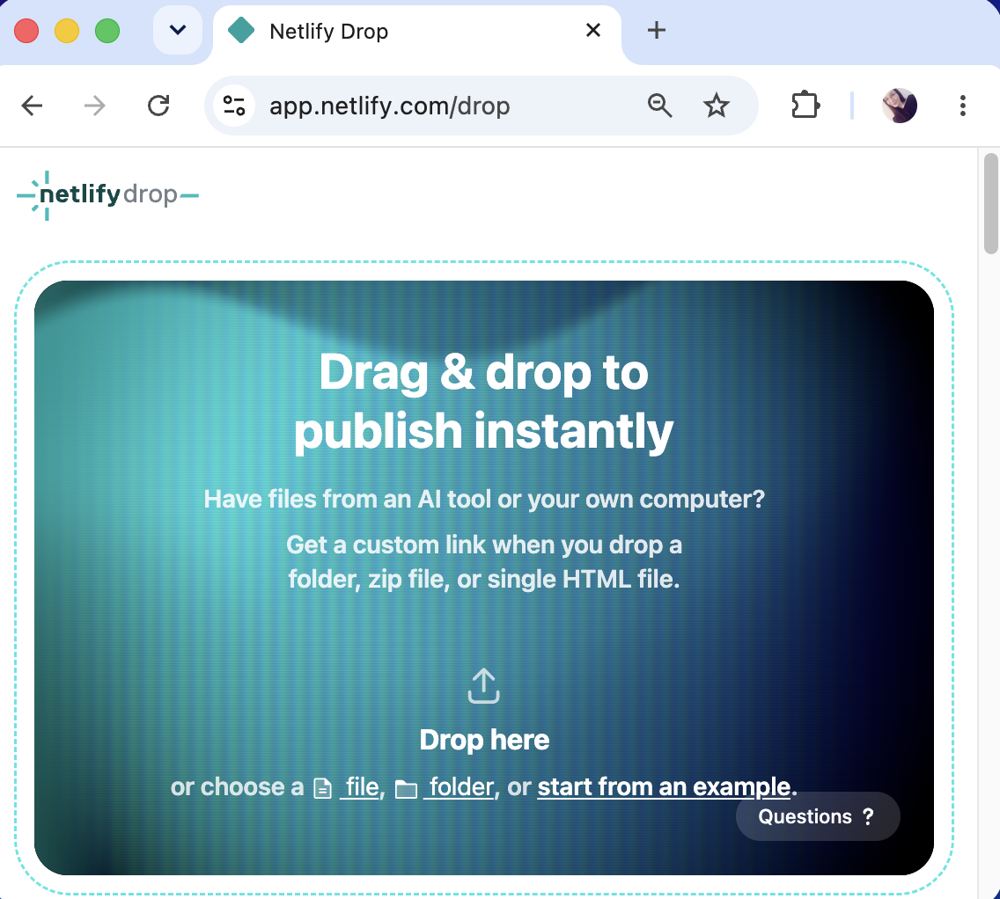 Netlify Drop
app.netlify.com/drop
netlify drop
Drag & drop to
publish instantly
Have files from an AI tool or your own computer?
Get a custom link when you drop a
folder, zip file, or single HTML file.
Drop here
or choose a file, folder, or start from an example.
Questions ?